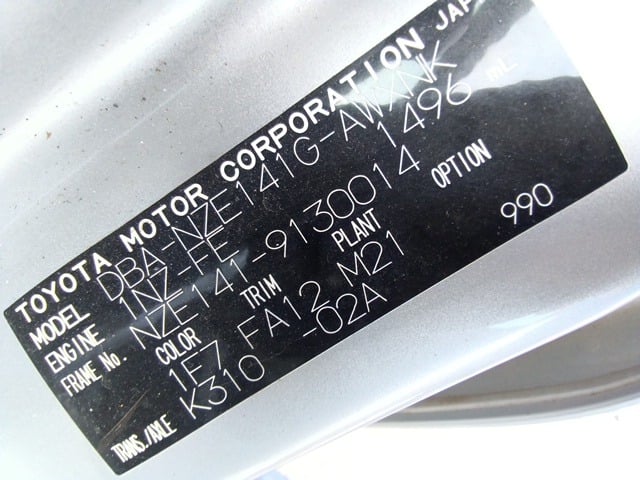 TOYOTA MOTOR CORPORATION JAP
MODEL DBA-NZE141G-AWXNK
ENGINE 1NZ-FE 1496 mL
FRAME No. NZE141-9130014
COLOR TRIM PLANT OPTION
1F7 FA12 M21 990
TRANS./AXLE K310 -02A